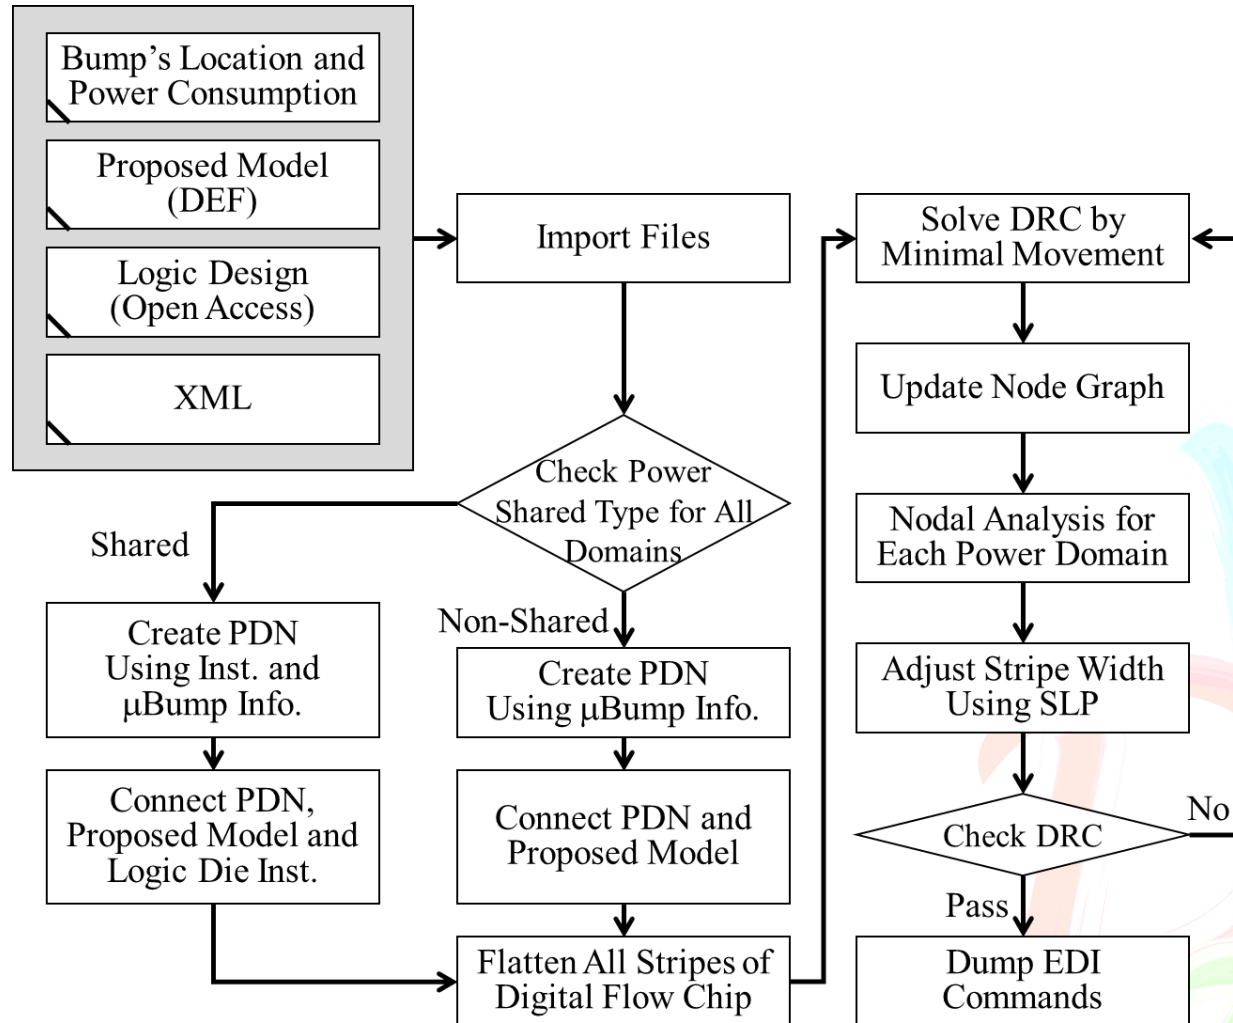 Bump’s Location and
Power Consumption
Proposed Model
(DEF)
Logic Design
(Open Access)
XML
Import Files
Check Power
Shared Type for All
Domains
Shared
Non-Shared
Create PDN
Using Inst. and
μBump Info.
Connect PDN,
Proposed Model and
Logic Die Inst.
Create PDN
Using μBump Info.
Connect PDN and
Proposed Model
Flatten All Stripes of
Digital Flow Chip
Solve DRC by
Minimal Movement
Update Node Graph
Nodal Analysis for
Each Power Domain
Adjust Stripe Width
Using SLP
Check DRC
No
Pass
Dump EDI
Commands